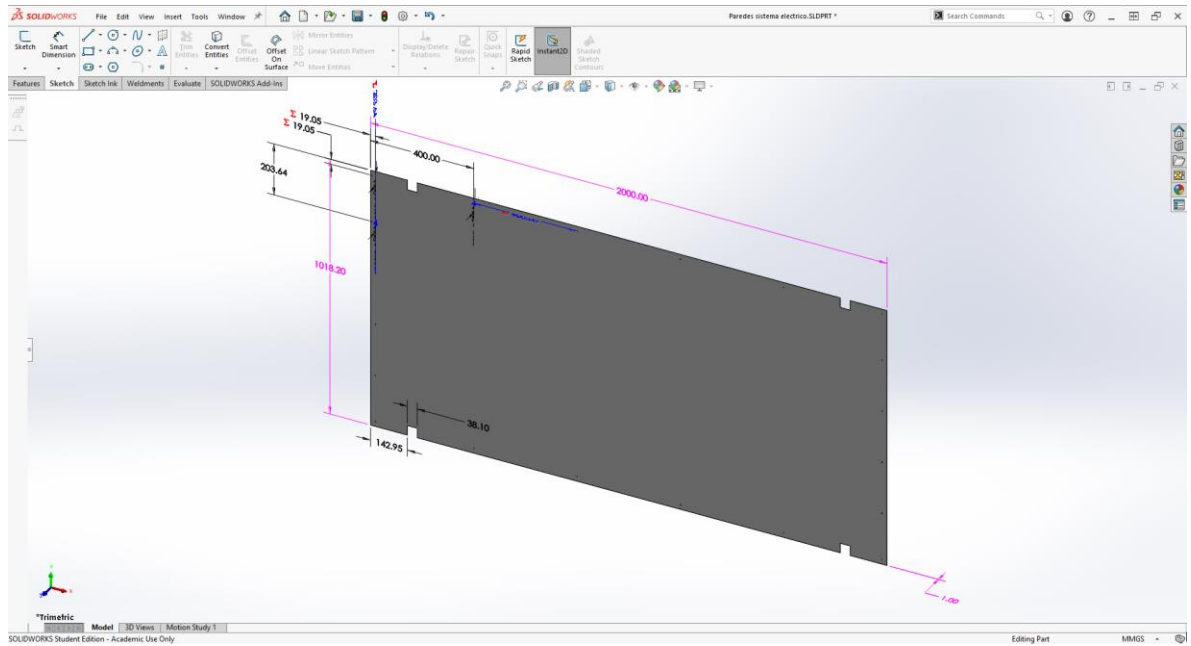 SOLIDWORKS File Edit View Insert Tools Window
Paredes sistema electrico.SLDPRT *
Search Commands
Sketch
Smart Dimension
Trim Entities
Convert Entities
Offset Entities
Offset On Surface
Mirror Entities
Linear Sketch Pattern
Move Entities
Display/Delete Relations
Repair Sketch
Quick Snaps
Rapid Sketch
Instant2D
Shaded Sketch Contours
Features Sketch Sketch Ink Weldments Evaluate SOLIDWORKS Add-Ins
Σ 19.05
Σ 19.05
400.00
203.64
2000.00
1018.20
38.10
142.95
1.00
*Trimetric
Model 3D Views Motion Study 1
SOLIDWORKS Student Edition - Academic Use Only
Editing Part
MMGS